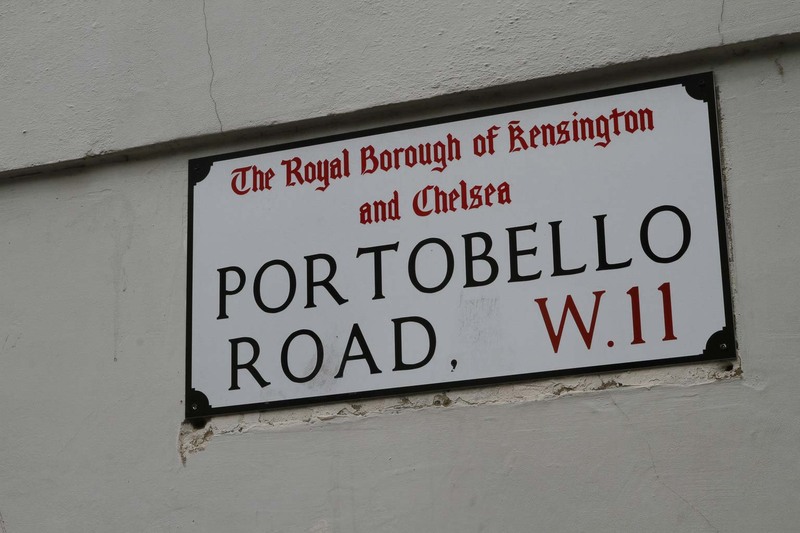 The Royal Borough of Kensington
and Chelsea
PORTOBELLO
ROAD, W.11